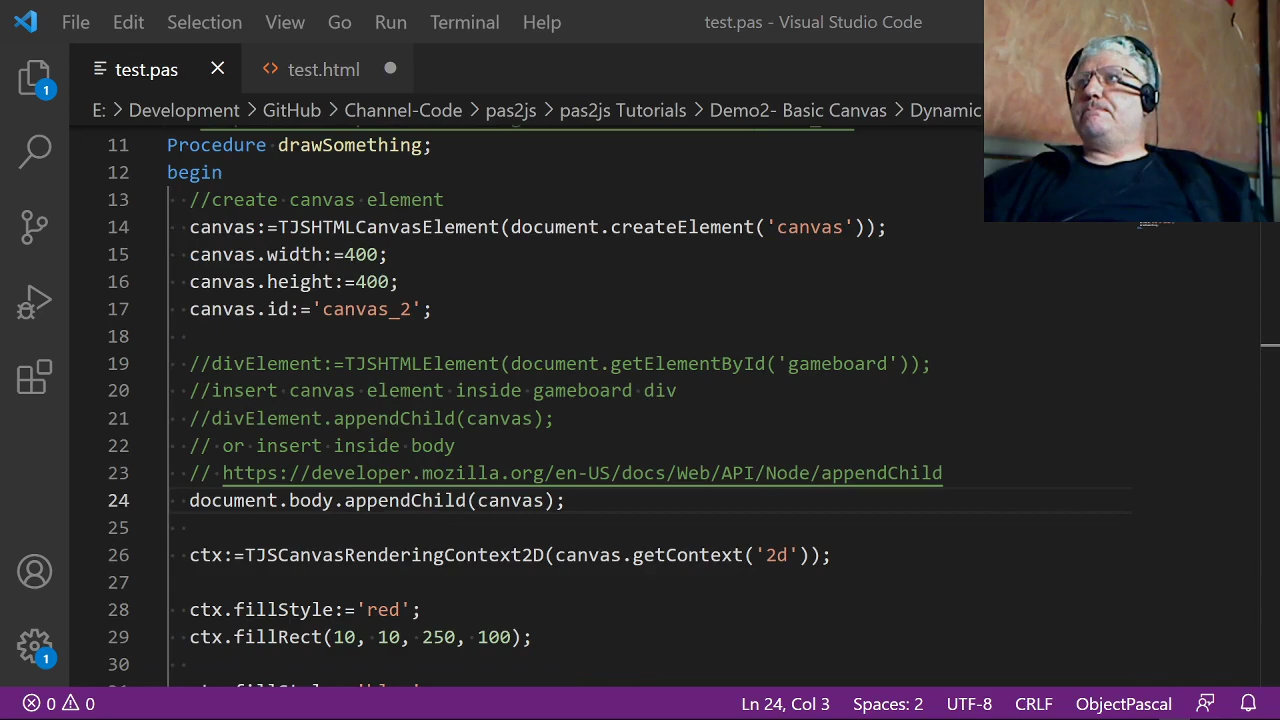 File Edit Selection View Go Run Terminal Help test.pas - Visual Studio Code
test.pas test.html
1
E: > Development > GitHub > Channel-Code > pas2js > pas2js Tutorials > Demo2- Basic Canvas > Dynamic
11 Procedure drawSomething;
12 begin
13 //create canvas element
14 canvas:=TJSHTMLCanvasElement(document.createElement('canvas'));
15 canvas.width:=400;
16 canvas.height:=400;
17 canvas.id:='canvas_2';
18
19 //divElement:=TJSHTMLElement(document.getElementById('gameboard'));
20 //insert canvas element inside gameboard div
21 //divElement.appendChild(canvas);
22 // or insert inside body
23 // https://developer.mozilla.org/en-US/docs/Web/API/Node/appendChild
24 document.body.appendChild(canvas);
25
26 ctx:=TJSCanvasRenderingContext2D(canvas.getContext('2d'));
27
28 ctx.fillStyle:='red';
29 ctx.fillRect(10, 10, 250, 100);
30
1
0 0 Ln 24, Col 3 Spaces: 2 UTF-8 CRLF ObjectPascal